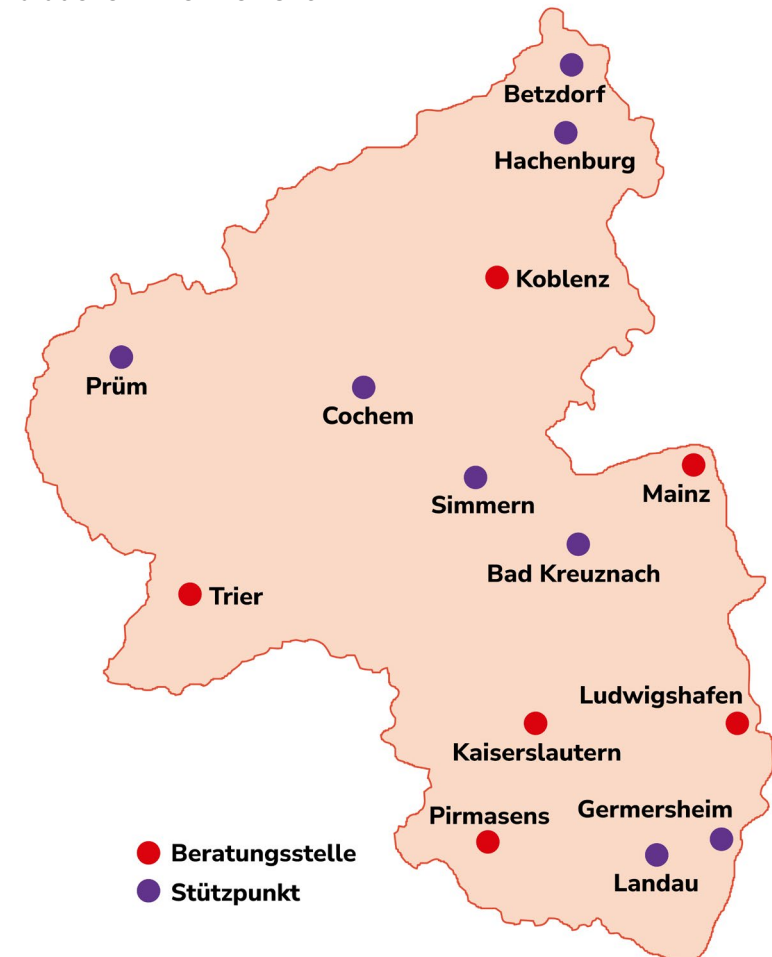 Betzdorf
Hachenburg
Koblenz
Prüm
Cochem
Simmern
Mainz
Bad Kreuznach
Trier
Ludwigshafen
Kaiserslautern
Pirmasens
Germersheim
Landau
Beratungsstelle
Stützpunkt